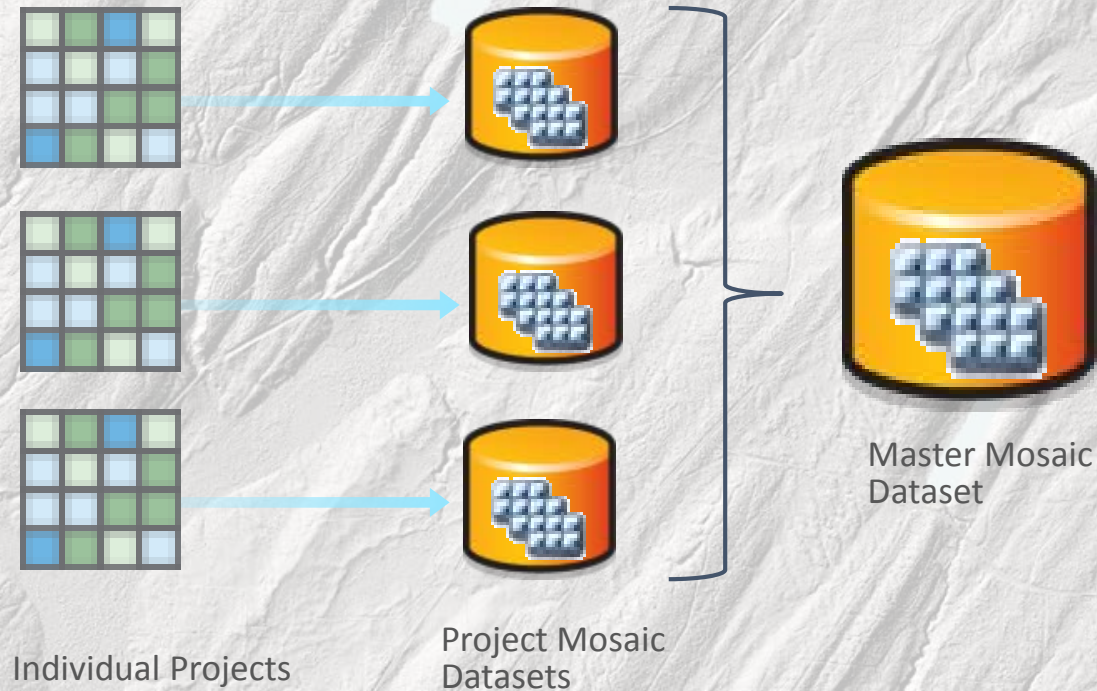 Individual Projects
Project Mosaic
Datasets
Master Mosaic
Dataset